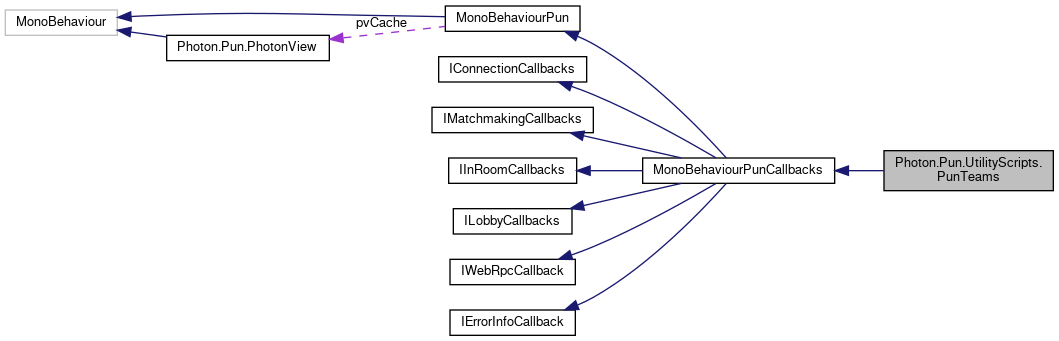 MonoBehaviour
pvCache
MonoBehaviourPun
Photon.Pun.PhotonView
IConnectionCallbacks
IMatchmakingCallbacks
IInRoomCallbacks
MonoBehaviourPunCallbacks
Photon.Pun.UtilityScripts.
PunTeams
ILobbyCallbacks
IWebRpcCallback
IErrorInfoCallback